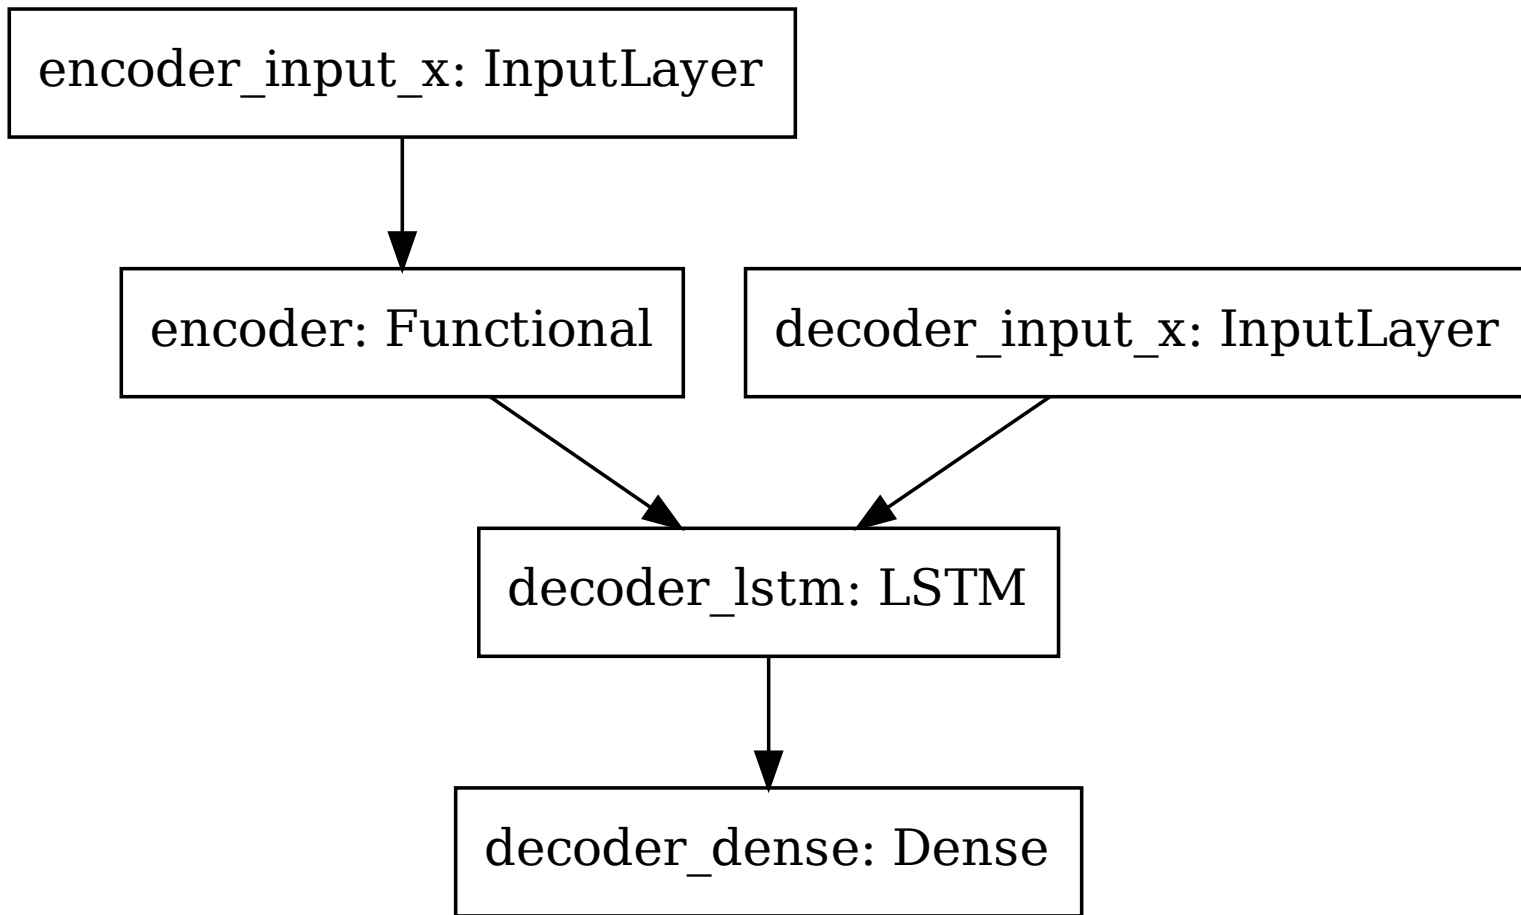 encoder_input_x: InputLayer
encoder: Functional
decoder_input_x: InputLayer
decoder_lstm: LSTM
decoder_dense: Dense